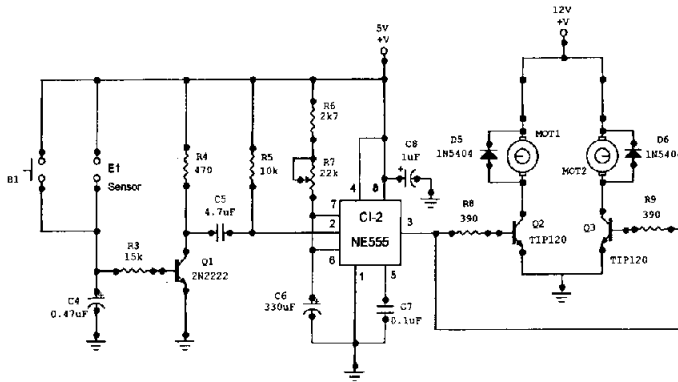 5V
+V
12V
+V
R6
2k7
R4
470
R5
10k
R7
22k
C8
1uF
+
B1
E1
Sensor
C5
4.7uF
D5
1N5404
MOT1
MOT2
D6
1N5404
4
8
7
2
6
CI-2
NE555
3
1
5
R8
390
Q2
TIP120
Q3
TIP120
R9
390
R3
15k
Q1
2N2222
C4
0.47uF
C6
330uF
C7
0.1uF